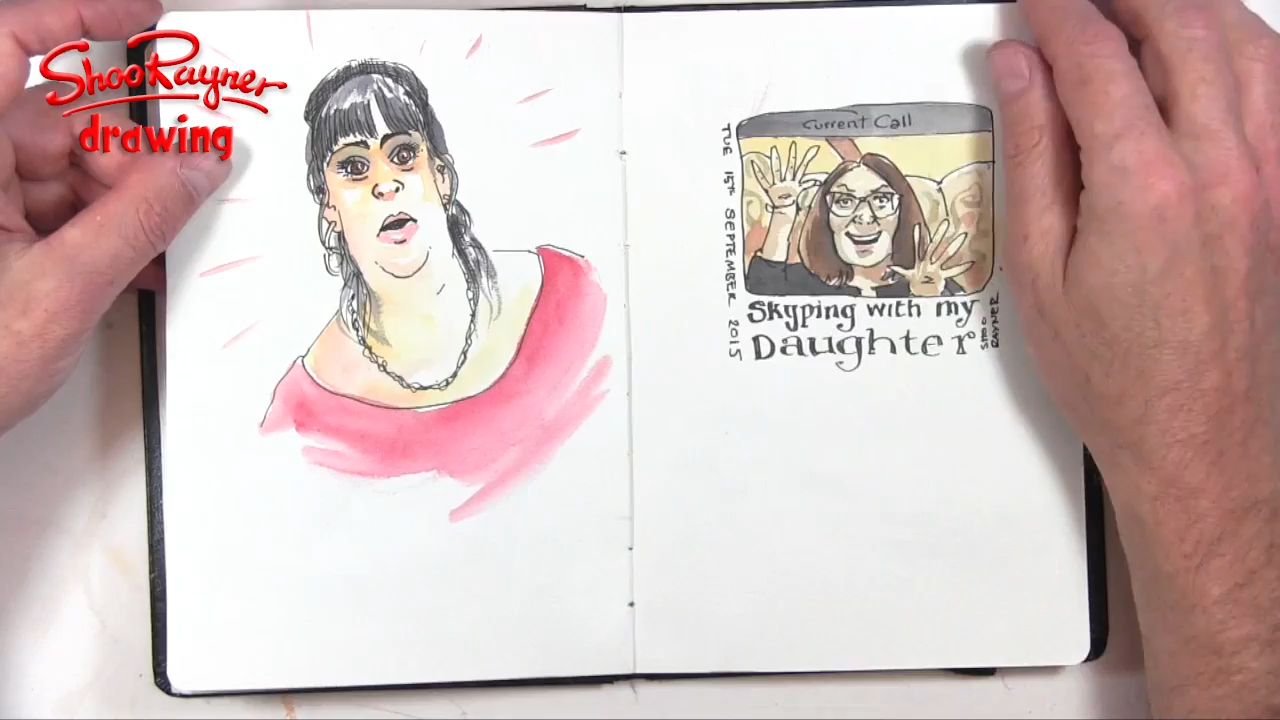 ShooRayner
drawing
Current Call
TUE 15TH SEPTEMBER 2015
Skyping with my
Daughter
SHOO
RAYNER